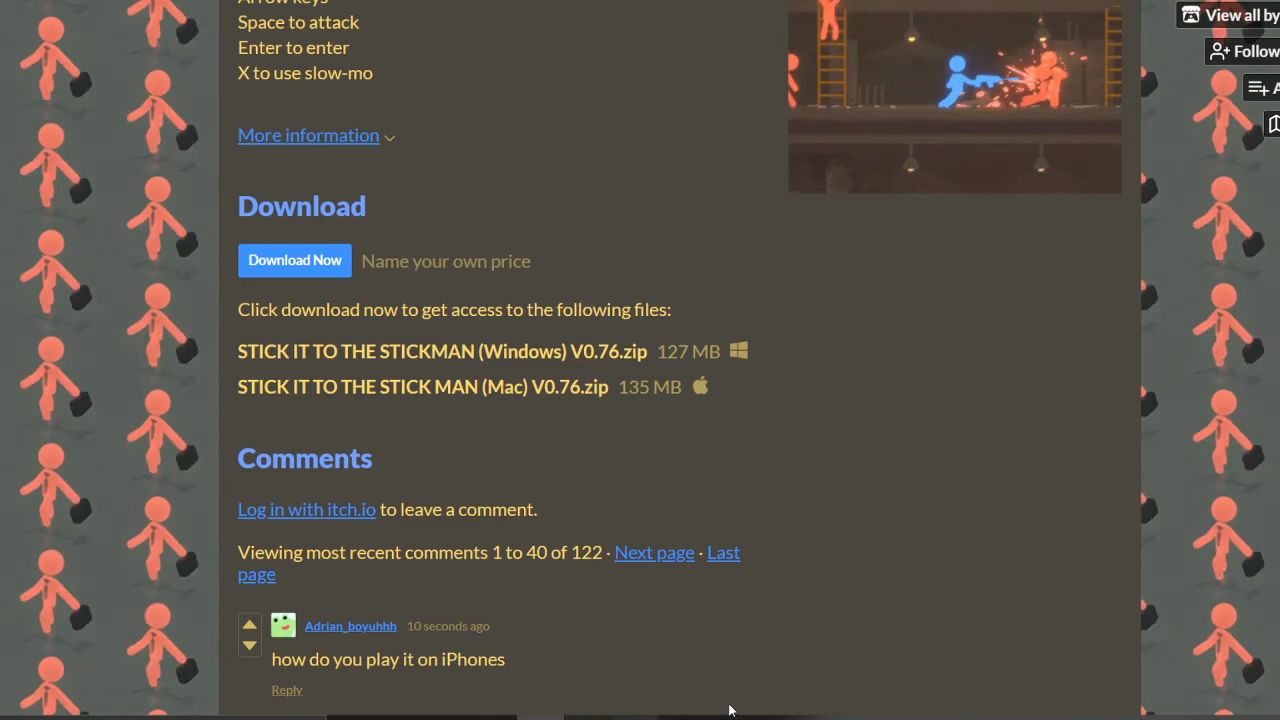 Arrow keys
View all by
Space to attack
Enter to enter
Follow
X to use slow-mo
More information
Download
Download Now Name your own price
Click download now to get access to the following files:
STICK IT TO THE STICKMAN (Windows) V0.76.zip 127 MB
STICK IT TO THE STICK MAN (Mac) V0.76.zip 135 MB
Comments
Log in with itch.io to leave a comment.
Viewing most recent comments 1 to 40 of 122 · Next page · Last
page
Adrian_boyuhhh 10 seconds ago
how do you play it on iPhones
Reply